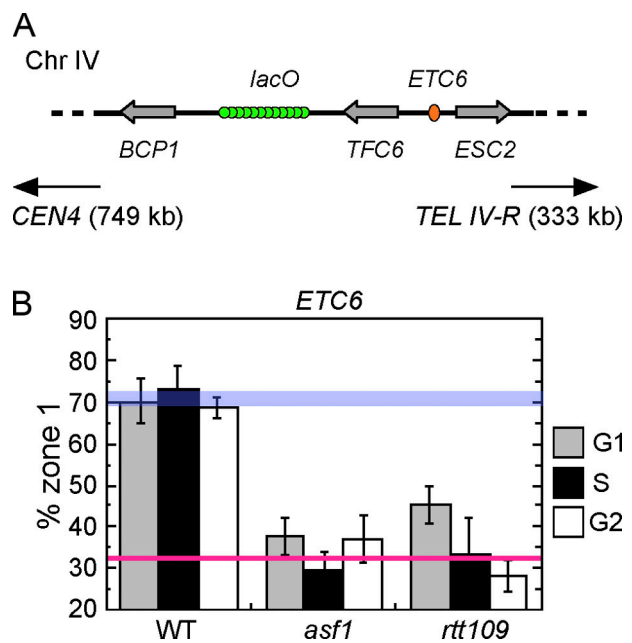 A
Chr IV
lacO
ETC6
BCP1
TFC6
ESC2
CEN4 (749 kb)
TEL IV-R (333 kb)
B
ETC6
90
80
70
60
50
40
30
20
% zone 1
G1
S
G2
WT
asf1
rtt109